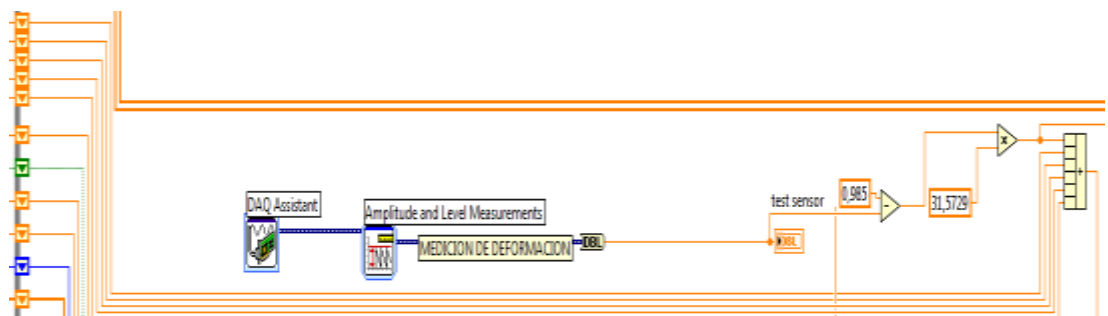 DAQ Assistant
Amplitude and Level Measurements
MEDICION DE DEFORMACION
DBL
test sensor
DBL
0,985
-
31,5729
x
+